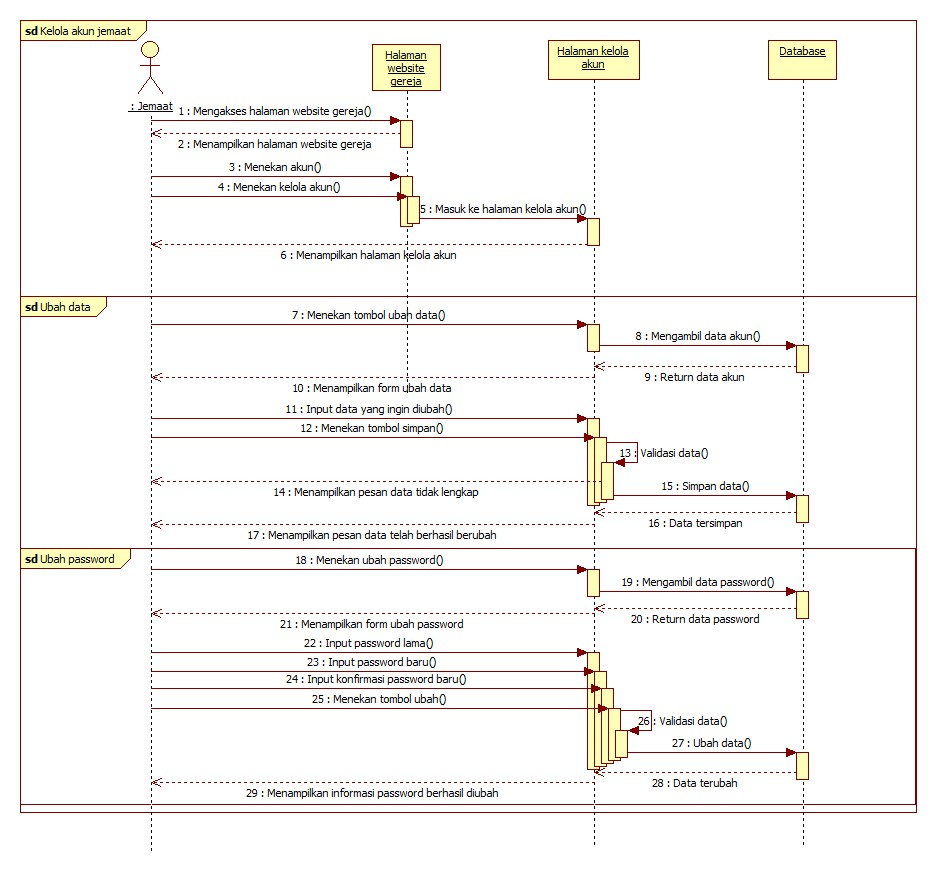 sd Kelola akun jemaat
Halaman
website
gereja
Halaman kelola
akun
Database
: Jemaat
1 : Mengakses halaman website gereja()
2 : Menampilkan halaman website gereja
3 : Menekan akun()
4 : Menekan kelola akun()
5 : Masuk ke halaman kelola akun()
6 : Menampilkan halaman kelola akun
sd Ubah data
7 : Menekan tombol ubah data()
8 : Mengambil data akun()
9 : Return data akun
10 : Menampilkan form ubah data
11 : Input data yang ingin diubah()
12 : Menekan tombol simpan()
13 : Validasi data()
14 : Menampilkan pesan data tidak lengkap
15 : Simpan data()
16 : Data tersimpan
17 : Menampilkan pesan data telah berhasil berubah
sd Ubah password
18 : Menekan ubah password()
19 : Mengambil data password()
20 : Return data password
21 : Menampilkan form ubah password
22 : Input password lama()
23 : Input password baru()
24 : Input konfirmasi password baru()
25 : Menekan tombol ubah()
26 : Validasi data()
27 : Ubah data()
28 : Data terubah
29 : Menampilkan informasi password berhasil diubah